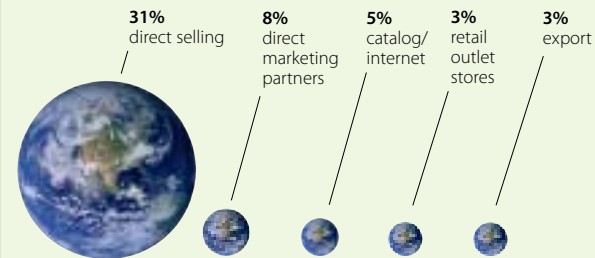 31%
direct selling
8%
direct
marketing
partners
5%
catalog/
internet
3%
retail
outlet
stores
3%
export